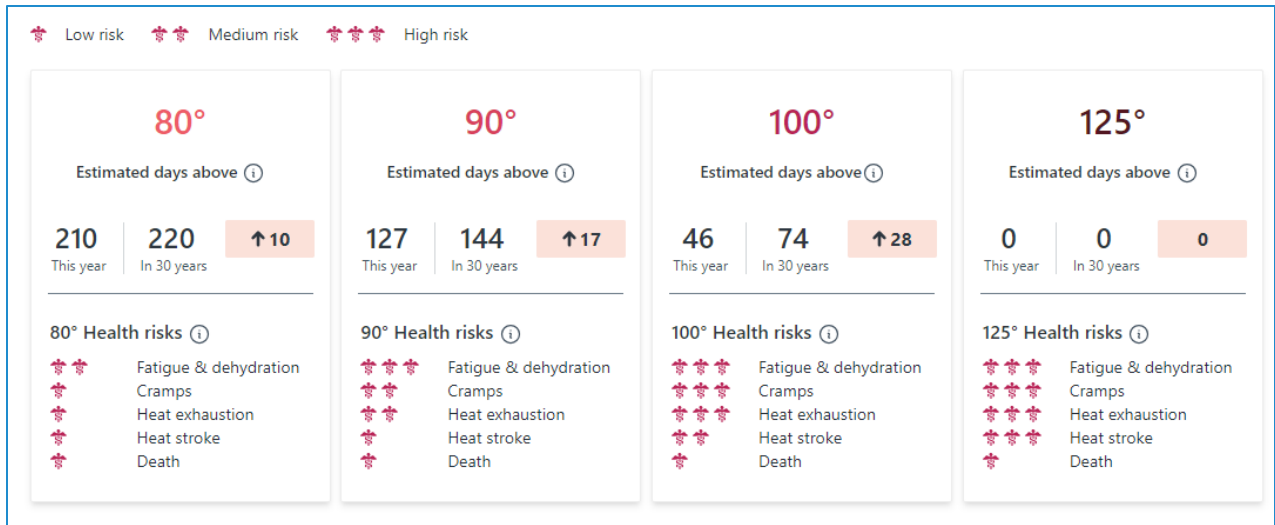 Low risk Medium risk High risk
80°
Estimated days above
210 220 ↑ 10
This year In 30 years
80° Health risks
Fatigue & dehydration
Cramps
Heat exhaustion
Heat stroke
Death
90°
Estimated days above
127 144 ↑ 17
This year In 30 years
90° Health risks
Fatigue & dehydration
Cramps
Heat exhaustion
Heat stroke
Death
100°
Estimated days above
46 74 ↑ 28
This year In 30 years
100° Health risks
Fatigue & dehydration
Cramps
Heat exhaustion
Heat stroke
Death
125°
Estimated days above
0 0 0
This year In 30 years
125° Health risks
Fatigue & dehydration
Cramps
Heat exhaustion
Heat stroke
Death